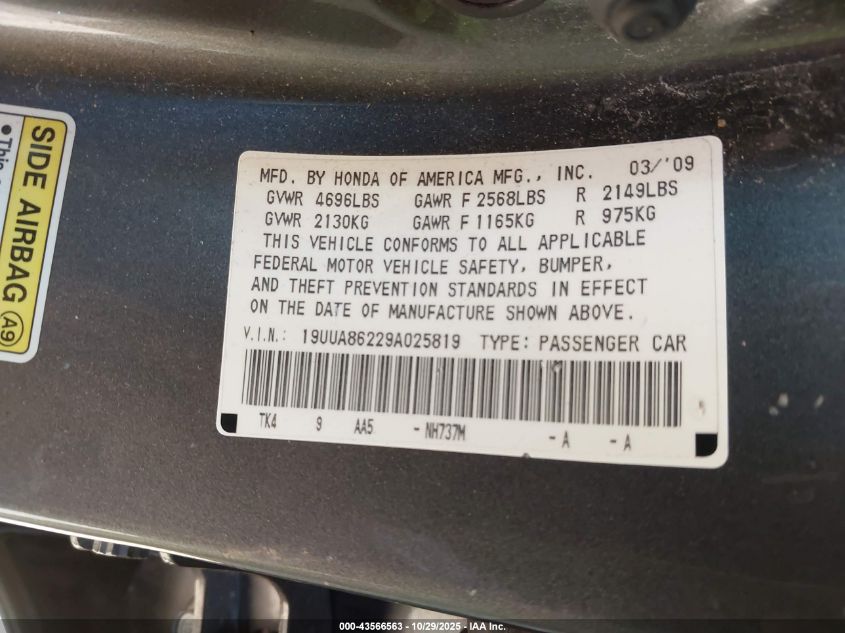 SIDE AIRBAG A9
MFD. BY HONDA OF AMERICA MFG., INC. 03/'09
GVWR 4696LBS GAWR F 2568LBS R 2149LBS
GVWR 2130KG GAWR F 1165KG R 975KG
THIS VEHICLE CONFORMS TO ALL APPLICABLE
FEDERAL MOTOR VEHICLE SAFETY, BUMPER,
AND THEFT PREVENTION STANDARDS IN EFFECT
ON THE DATE OF MANUFACTURE SHOWN ABOVE.
V.I.N.: 19UUA86229A025819 TYPE: PASSENGER CAR
TK4 9 AA5 -NH737M -A -A
000-43566563 - 10/29/2025 - IAA Inc.